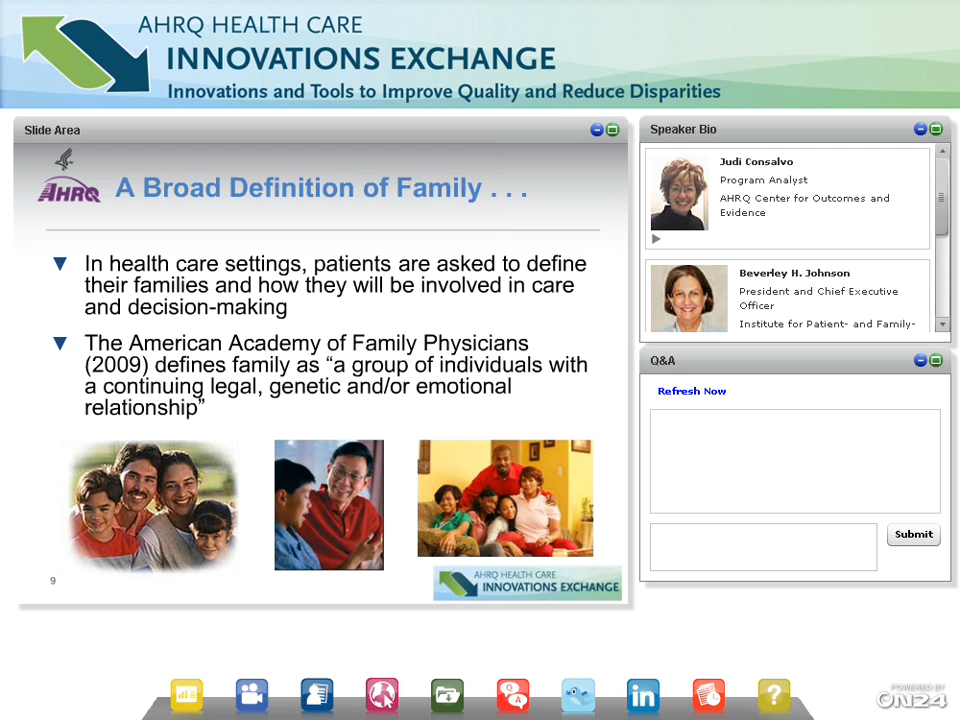 AHRQ HEALTH CARE
INNOVATIONS EXCHANGE
Innovations and Tools to Improve Quality and Reduce Disparities
Slide Area
AHRQ
A Broad Definition of Family . . .
▼ In health care settings, patients are asked to define
their families and how they will be involved in care
and decision-making
▼ The American Academy of Family Physicians
(2009) defines family as “a group of individuals with
a continuing legal, genetic and/or emotional
relationship”
9
AHRQ HEALTH CARE
INNOVATIONS EXCHANGE
Speaker Bio
Judi Consalvo
Program Analyst
AHRQ Center for Outcomes and
Evidence
Beverley H. Johnson
President and Chief Executive
Officer
Institute for Patient- and Family-
Q&A
Refresh Now
Submit
Q
A
in
?
POWERED BY
ON24